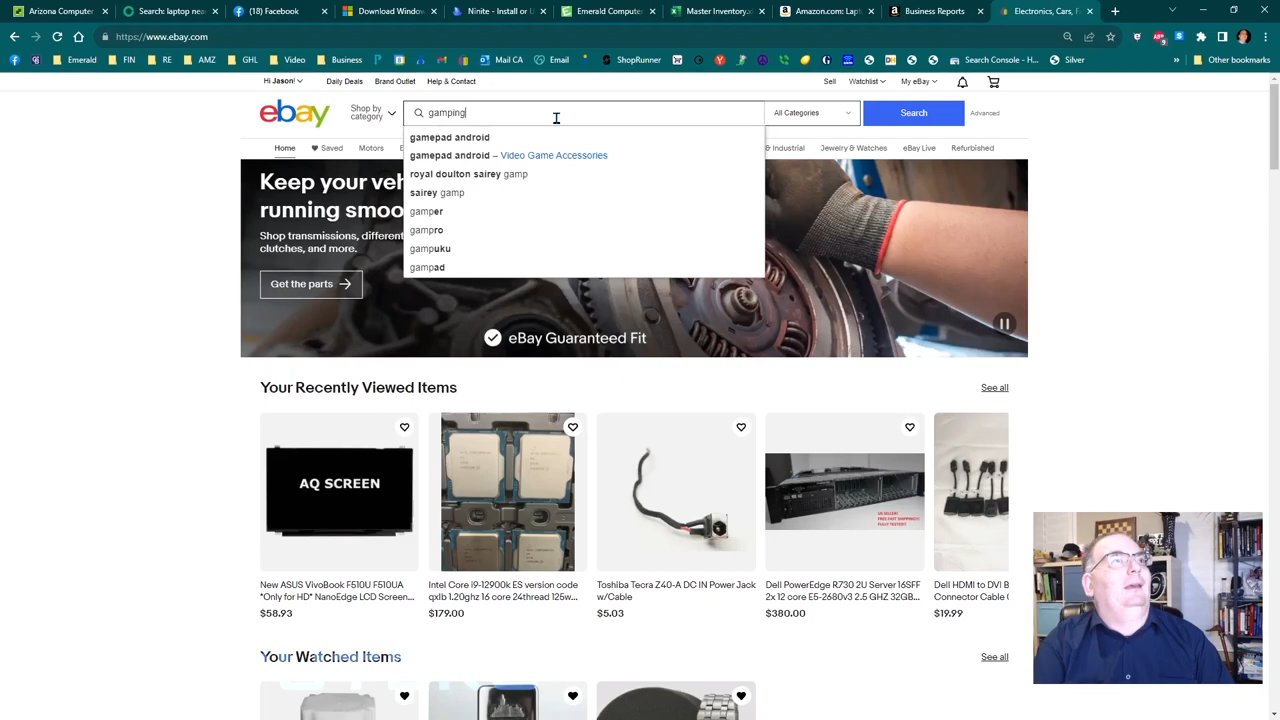 (18) Facebook
Download Window
Ninite - Install or U
Emerald Computer
Master Inventory.x
Amazon.com: Lap
Business Reports
Electronics, Cars, Fa
https://www.ebay.com
Emerald
FIN
RE
AMZ
GHL
Video
Business
Mail CA
Email
ShopRunner
Search Console - H
Silver
Other bookmarks
Hi Jason!
Daily Deals
Brand Outlet
Help & Contact
Sell
Watchlist
My eBay
ebay
Shop by
category
gamping
All Categories
Search
Advanced
gamepad android
gamepad android – Video Game Accessories
royal doulton sairey gamp
sairey gamp
gamper
gampro
gampuku
gampad
Home
Saved
Motors
& Industrial
Jewelry & Watches
eBay Live
Refurbished
Keep your veh
running smoo
Shop transmissions, different
clutches, and more.
Get the parts
eBay Guaranteed Fit
Your Recently Viewed Items
See all
AQ SCREEN
New ASUS VivoBook F510U F510UA
*Only for HD* NanoEdge LCD Screen...
$58.93
Intel Core i9-12900k ES version code
qxlb 1.20ghz 16 core 24thread 125w...
$179.00
Toshiba Tecra Z40-A DC IN Power Jack
w/Cable
$5.03
Dell PowerEdge R730 2U Server 16SFF
2x 12 core E5-2680v3 2.5 GHZ 32GB...
$380.00
Dell HDMI to DVI B
Connector Cable
$19.99
Your Watched Items
See all